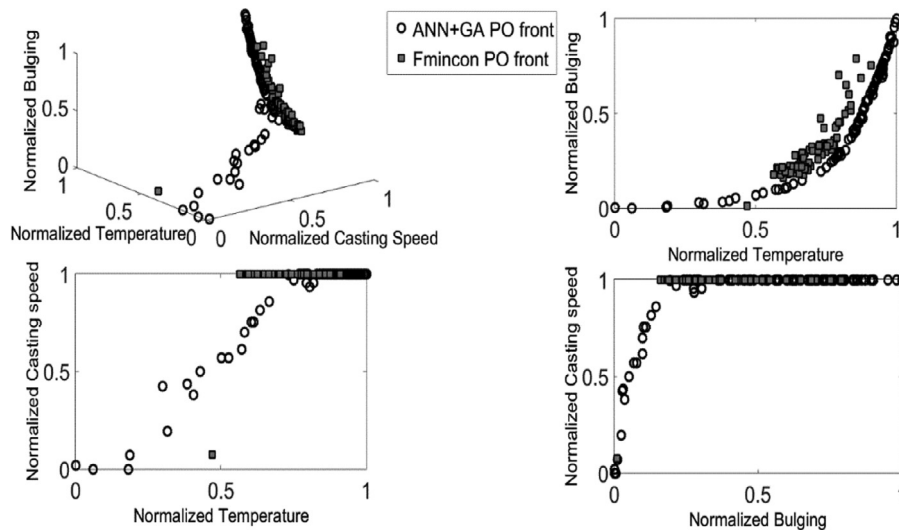 Normalized Bulging
1
0.5
0
1
0.5
0
0
0.5
1
Normalized Temperature
Normalized Casting Speed
ANN+GA PO front
Fmincon PO front
Normalized Bulging
1
0.5
0
0
0.5
1
Normalized Temperature
Normalized Casting speed
1
0.5
0
0
0.5
1
Normalized Temperature
Normalized Casting speed
1
0.5
0
0
0.5
1
Normalized Bulging